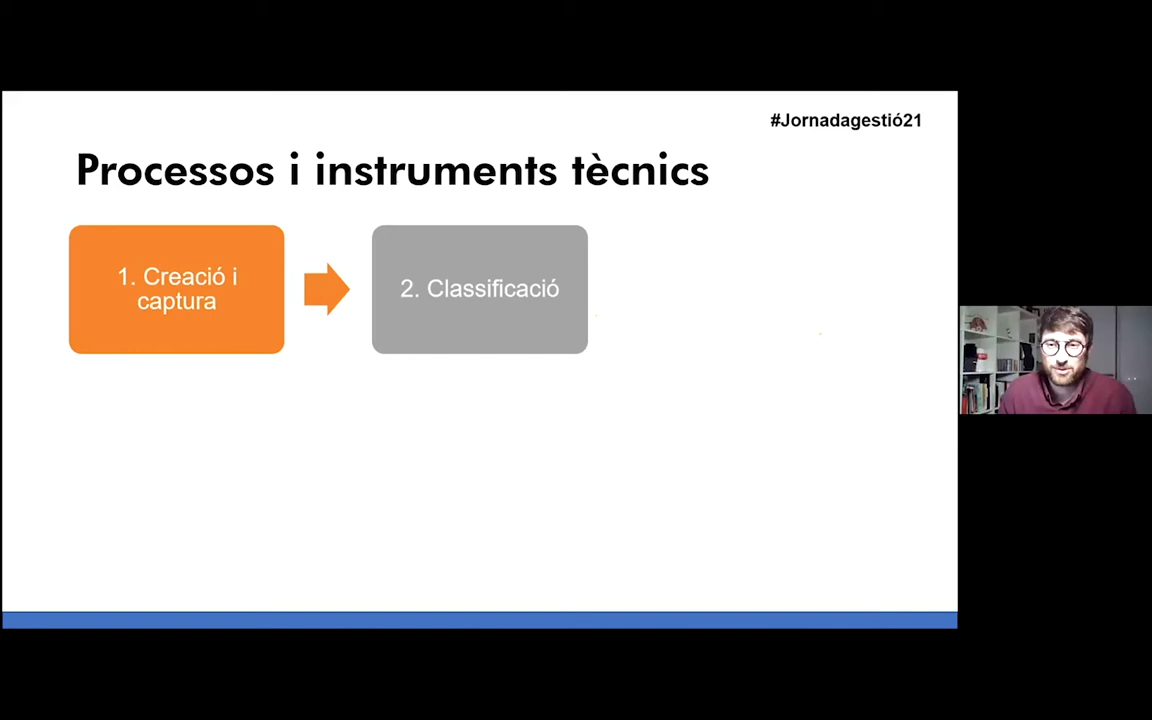 #Jornadagestió21
Processos i instruments tècnics
1. Creació i
captura
2. Classificació